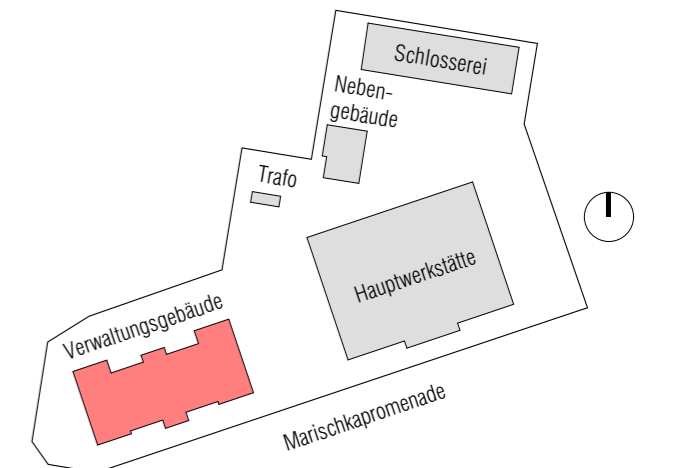 Schlosserei
Neben-
gebäude
Trafo
Hauptwerkstätte
Verwaltungsgebäude
Marischkapromenade